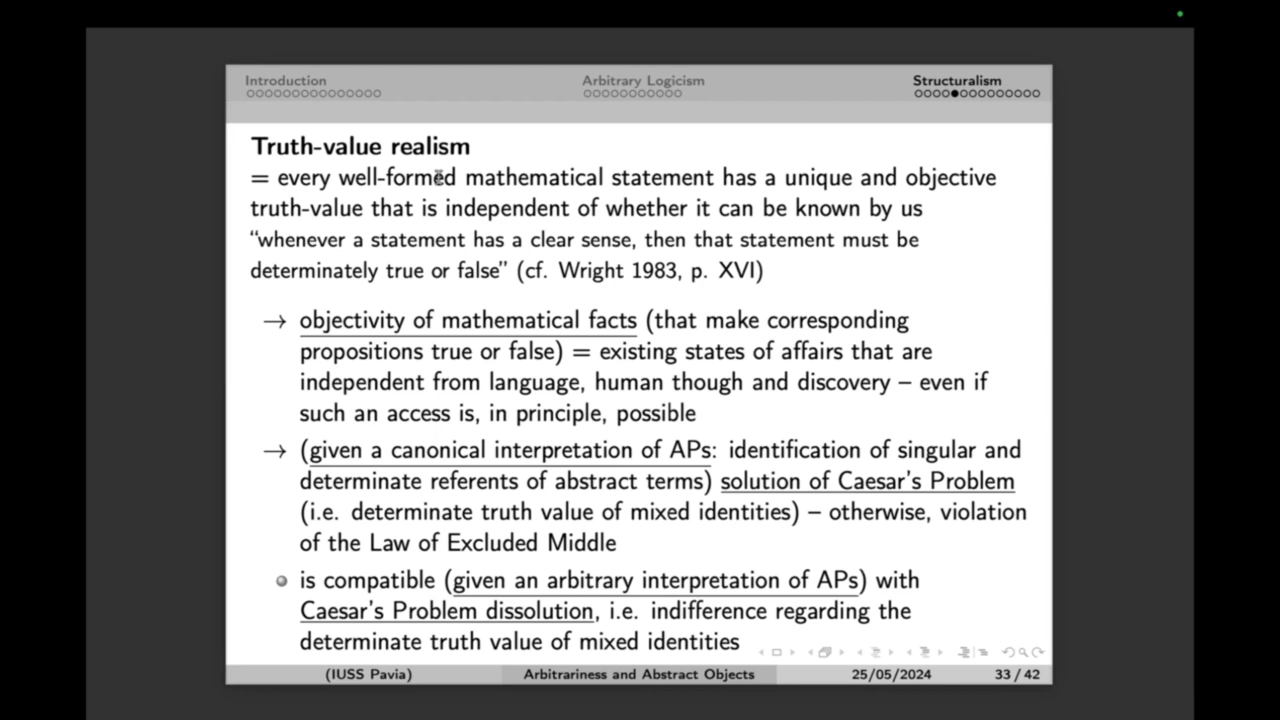 Introduction Arbitrary Logicism Structuralism
Truth-value realism
= every well-formed mathematical statement has a unique and objective
truth-value that is independent of whether it can be known by us
“whenever a statement has a clear sense, then that statement must be
determinately true or false” (cf. Wright 1983, p. XVI)
→ objectivity of mathematical facts (that make corresponding
propositions true or false) = existing states of affairs that are
independent from language, human though and discovery – even if
such an access is, in principle, possible
→ (given a canonical interpretation of APs: identification of singular and
determinate referents of abstract terms) solution of Caesar's Problem
(i.e. determinate truth value of mixed identities) – otherwise, violation
of the Law of Excluded Middle
is compatible (given an arbitrary interpretation of APs) with
Caesar's Problem dissolution, i.e. indifference regarding the
determinate truth value of mixed identities
(IUSS Pavia) Arbitrariness and Abstract Objects 25/05/2024 33 / 42